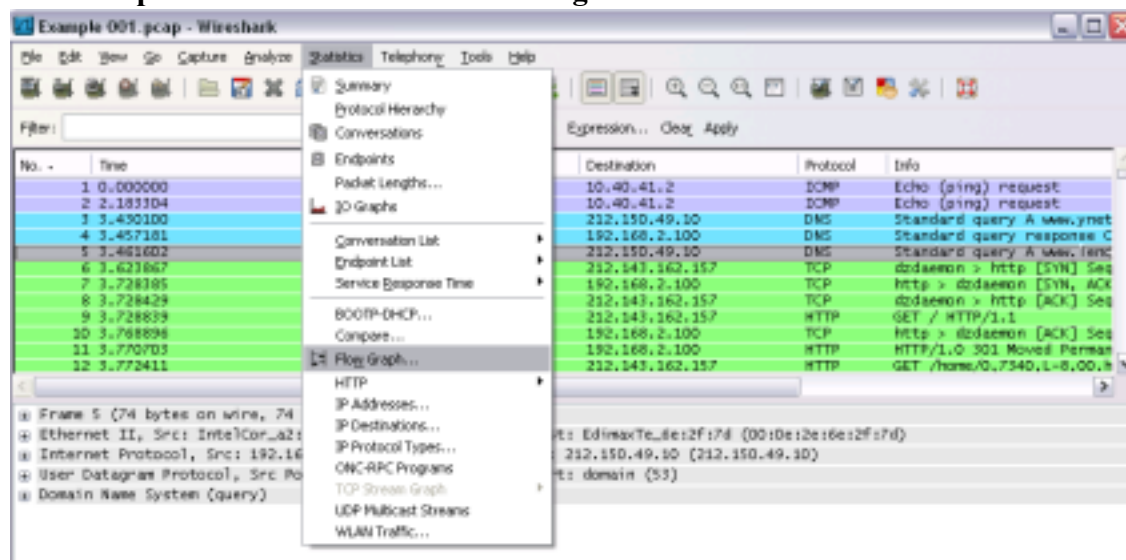 Example 001.pcap - Wireshark
File Edit View Go Capture Analyze Statistics Telephony Tools Help
Filter: Expression... Clear Apply
No. - Time Destination Protocol Info
1 0.000000 10.40.41.2 ICMP Echo (ping) request
2 2.183304 10.40.41.2 ICMP Echo (ping) request
3 3.430100 212.150.49.10 DNS Standard query A www.ynet
4 3.457181 192.168.2.100 DNS Standard query response C
5 3.461602 212.150.49.10 DNS Standard query A
6 3.623867 212.143.162.157 TCP dzdaemon > http [SYN] Seq
7 3.728385 192.168.2.100 TCP http > dzdaemon [SYN, ACK
8 3.728429 212.143.162.157 TCP dzdaemon > http [ACK] Seq
9 3.728839 212.143.162.157 HTTP GET / HTTP/1.1
10 3.768896 192.168.2.100 TCP http > dzdaemon [ACK] Seq
11 3.770703 192.168.2.100 HTTP HTTP/1.0 301 Moved Perman
12 3.772411 212.143.162.157 HTTP GET /home/0,7340,L-8,00.h
Summary
Protocol Hierarchy
Conversations
Endpoints
Packet Lengths...
IO Graphs
Conversation List
Endpoint List
Service Response Time
BOOTP-DHCP...
Compare...
Flow Graph...
HTTP
IP Addresses...
IP Destinations...
IP Protocol Types...
ONC-RPC Programs
TCP Stream Graph
UDP Multicast Streams
WLAN Traffic...
Frame 5 (74 bytes on wire, 74
Ethernet II, Src: IntelCor_a2: t: EdimaxTe_6e:2f:7d (00:0e:2e:6e:2f:7d)
Internet Protocol, Src: 192.16 : 212.150.49.10 (212.150.49.10)
User Datagram Protocol, Src Po t: domain (53)
Domain Name System (query)